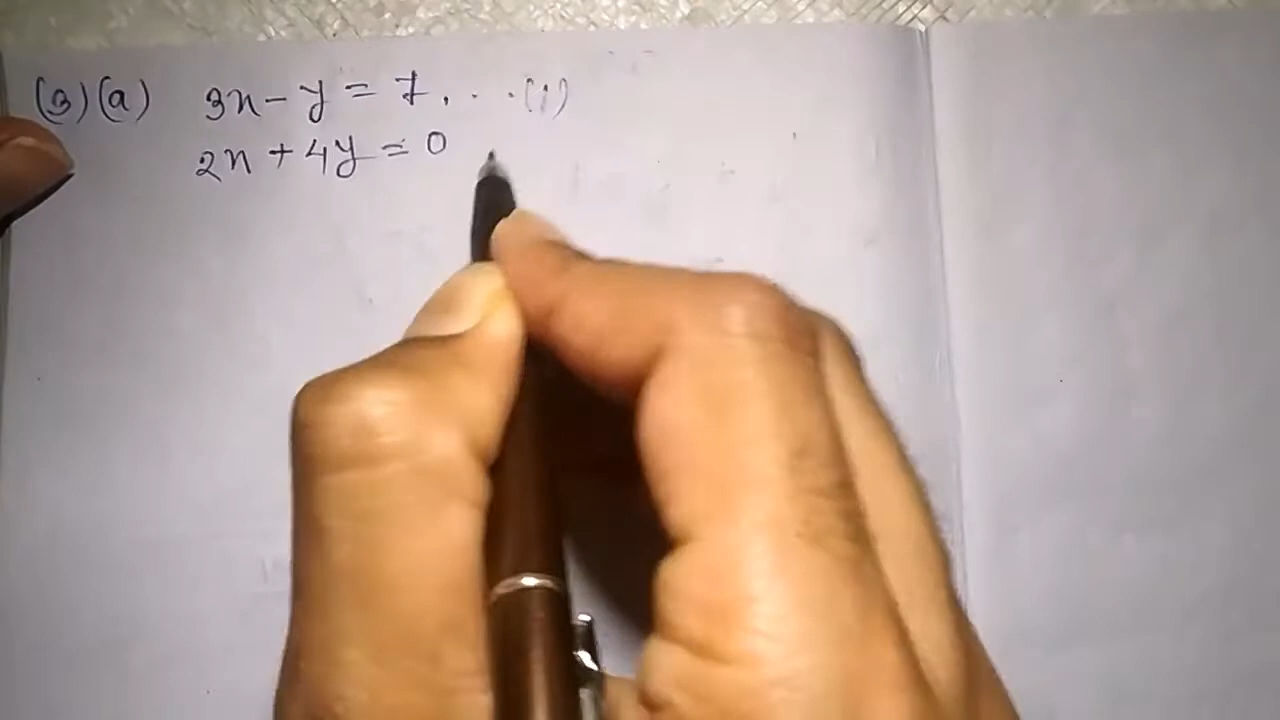 (3)(a) 3x - y = 7. . . . (1)
2x + 4y = 0